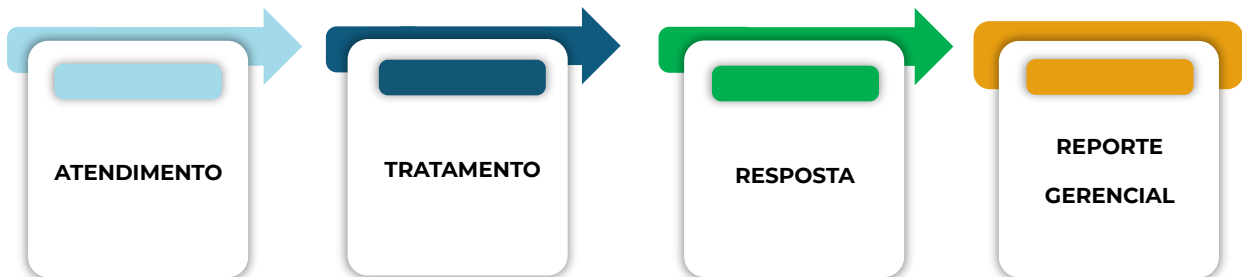 ATENDIMENTO
TRATAMENTO
RESPOSTA
REPORTE
GERENCIAL